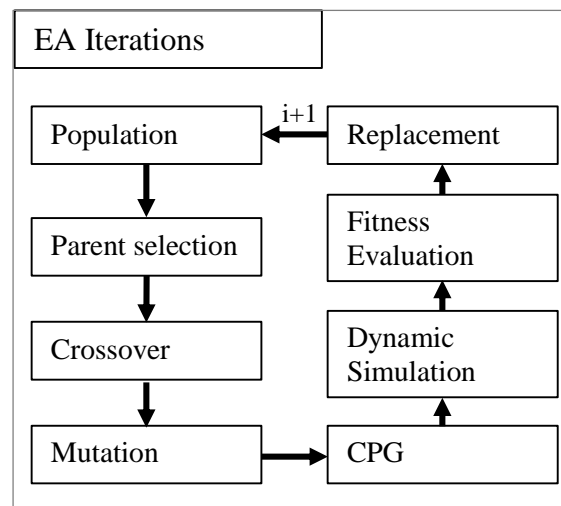 EA Iterations
i+1
Population
Replacement
Parent selection
Fitness
Evaluation
Crossover
Dynamic
Simulation
Mutation
CPG